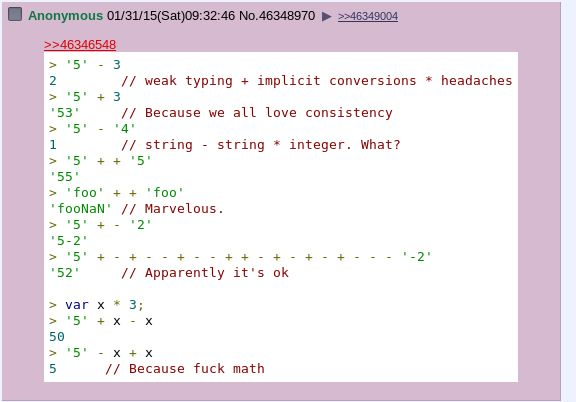 Anonymous 01/31/15(Sat)09:32:46 No.46348970 ▶ >>46349004
>>46346548
> '5' - 3
2 // weak typing + implicit conversions * headaches
> '5' + 3
'53' // Because we all love consistency
> '5' - '4'
1 // string - string * integer. What?
> '5' + + '5'
'55'
> 'foo' + + 'foo'
'fooNaN' // Marvelous.
> '5' + - '2'
'5-2'
> '5' + - + - - + - - + + - + - + - + - - - '-2'
'52' // Apparently it's ok
> var x * 3;
> '5' + x - x
50
> '5' - x + x
5 // Because fuck math